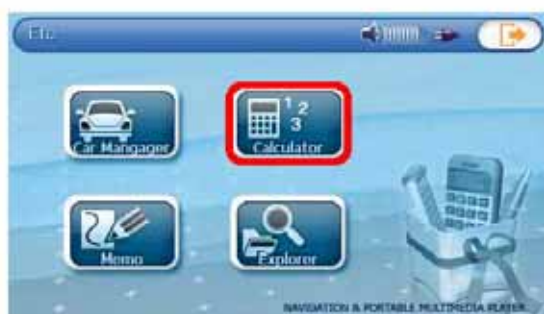 Etc
Car Mangager
1 2
3
Calculator
Memo
Explorer
NAVIGATION & PORTABLE MULTIMEDIA PLAYER